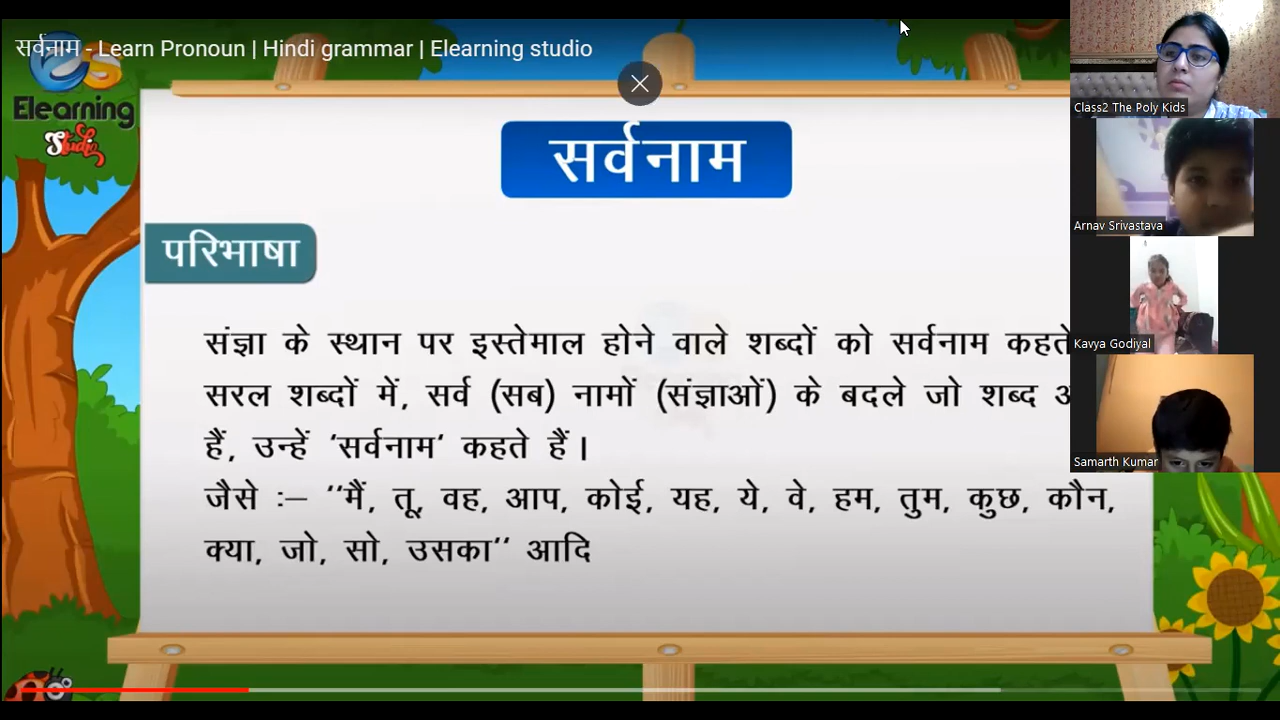 सर्वनाम - Learn Pronoun | Hindi grammar | Elearning studio
Elearning
Studio
सर्वनाम
परिभाषा
संज्ञा के स्थान पर इस्तेमाल होने वाले शब्दों को सर्वनाम कहते
सरल शब्दों में, सर्व (सब) नामों (संज्ञाओं) के बदले जो शब्द
हैं, उन्हें ‘सर्वनाम‘ कहते हैं।
जैसे :– ‘‘मैं, तू, वह, आप, कोई, यह, ये, वे, हम, तुम, कुछ, कौन,
क्या, जो, सो, उसका‘‘ आदि
Class2 The Poly Kids
Arnav Srivastava
Kavya Godiyal
Samarth Kumar